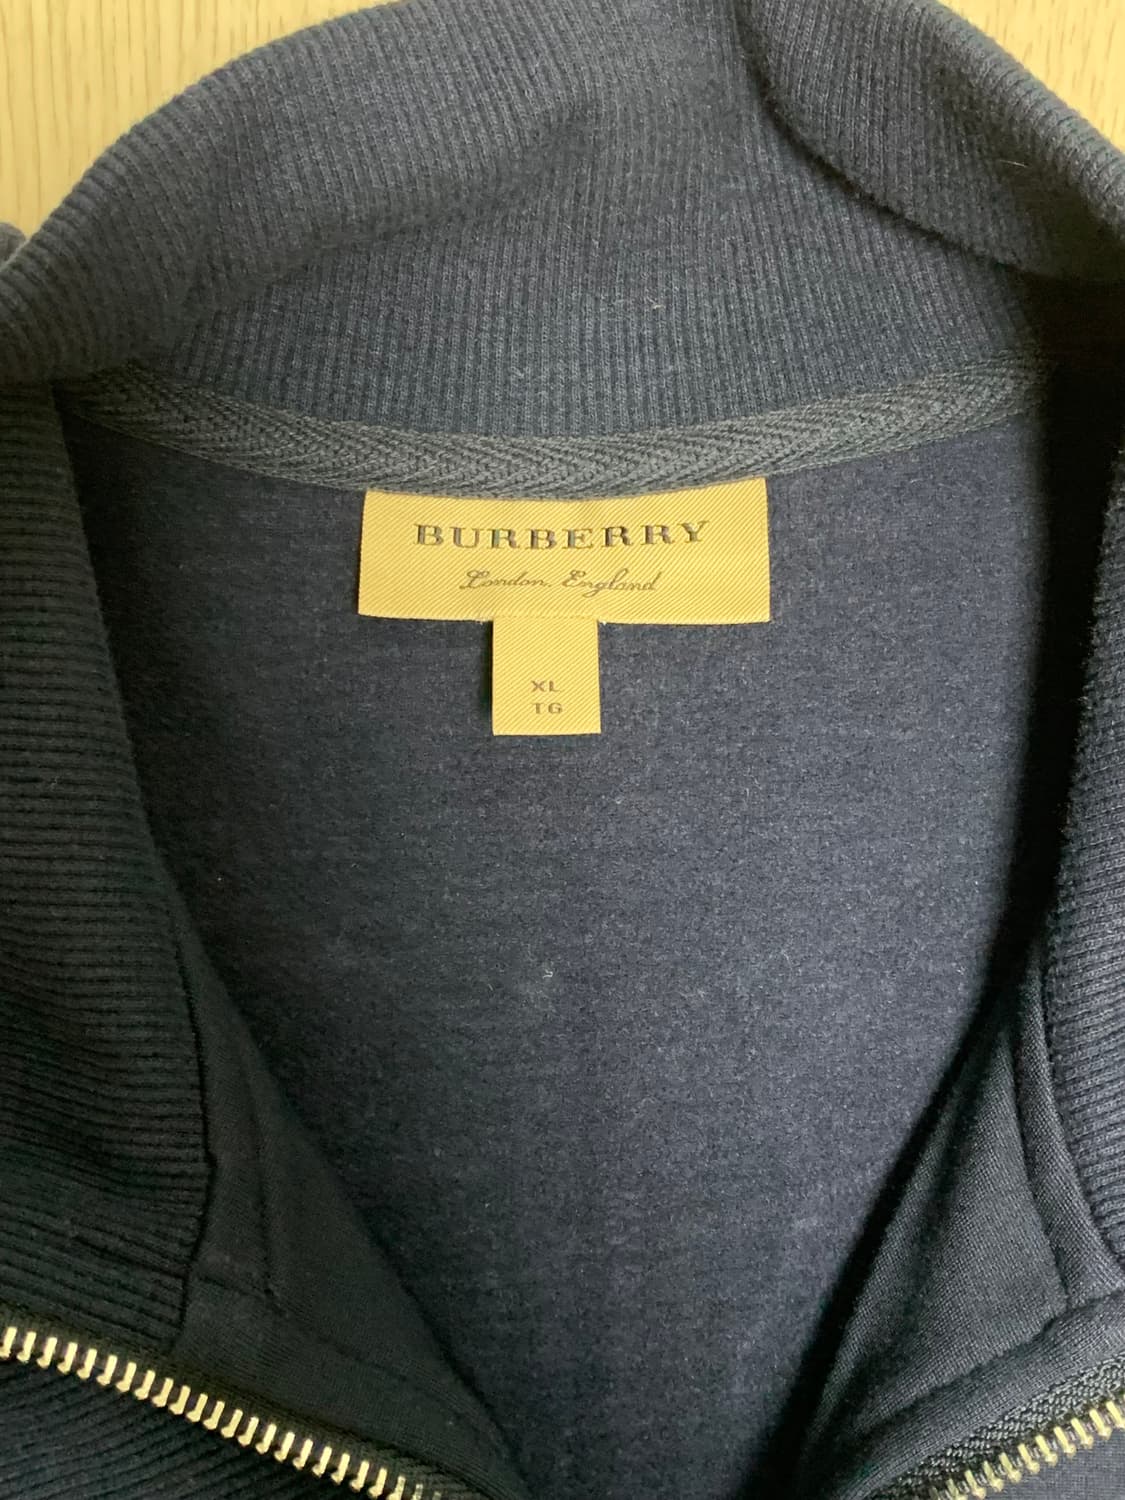 BURBERRY
London, England
XL
TG